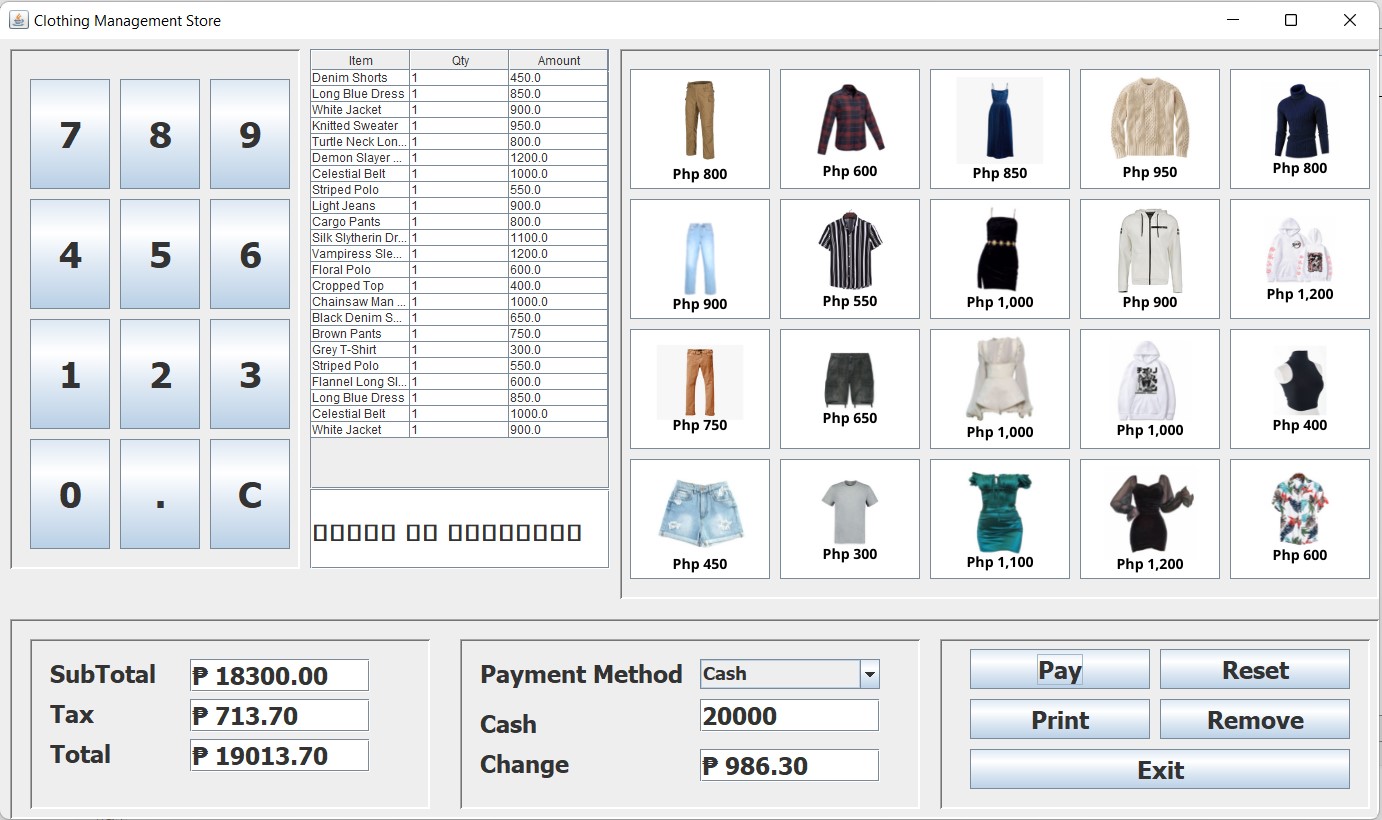 Clothing Management Store
7 8 9
4 5 6
1 2 3
0 . C
Item Qty Amount
Denim Shorts 1 450.0
Long Blue Dress 1 850.0
White Jacket 1 900.0
Knitted Sweater 1 950.0
Turtle Neck Lon... 1 800.0
Demon Slayer ... 1 1200.0
Celestial Belt 1 1000.0
Striped Polo 1 550.0
Light Jeans 1 900.0
Cargo Pants 1 800.0
Silk Slytherin Dr... 1 1100.0
Vampiress Sle... 1 1200.0
Floral Polo 1 600.0
Cropped Top 1 400.0
Chainsaw Man ... 1 1000.0
Black Denim S... 1 650.0
Brown Pants 1 750.0
Grey T-Shirt 1 300.0
Striped Polo 1 550.0
Flannel Long Sl... 1 600.0
Long Blue Dress 1 850.0
Celestial Belt 1 1000.0
White Jacket 1 900.0
Php 800 Php 600 Php 850 Php 950 Php 800
Php 900 Php 550 Php 1,000 Php 900 Php 1,200
Php 750 Php 650 Php 1,000 Php 1,000 Php 400
Php 450 Php 300 Php 1,100 Php 1,200 Php 600
SubTotal ₱ 18300.00
Tax ₱ 713.70
Total ₱ 19013.70
Payment Method Cash
Cash 20000
Change ₱ 986.30
Pay Reset
Print Remove
Exit